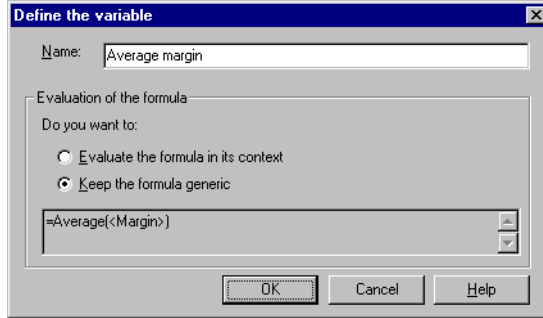 Define the variable
Name: Average margin
Evaluation of the formula
Do you want to:
Evaluate the formula in its context
Keep the formula generic
=Average(<Margin>)
OK Cancel Help